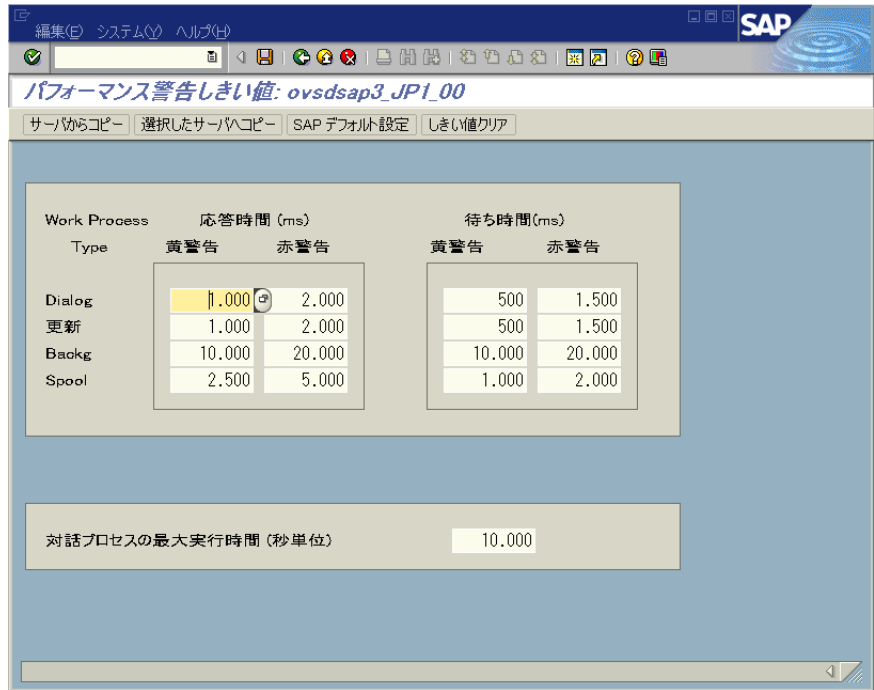 編集(E) システム(Y) ヘルプ(H)
SAP
パフォーマンス警告しきい値: ovsdsap3_JP1_00
サーバからコピー 選択したサーバへコピー SAP デフォルト設定 しきい値クリア
Work Process 応答時間 (ms) 待ち時間(ms)
Type 黄警告 赤警告 黄警告 赤警告
Dialog 1.000 2.000 500 1.500
更新 1.000 2.000 500 1.500
Backg 10.000 20.000 10.000 20.000
Spool 2.500 5.000 1.000 2.000
対話プロセスの最大実行時間 (秒単位) 10.000